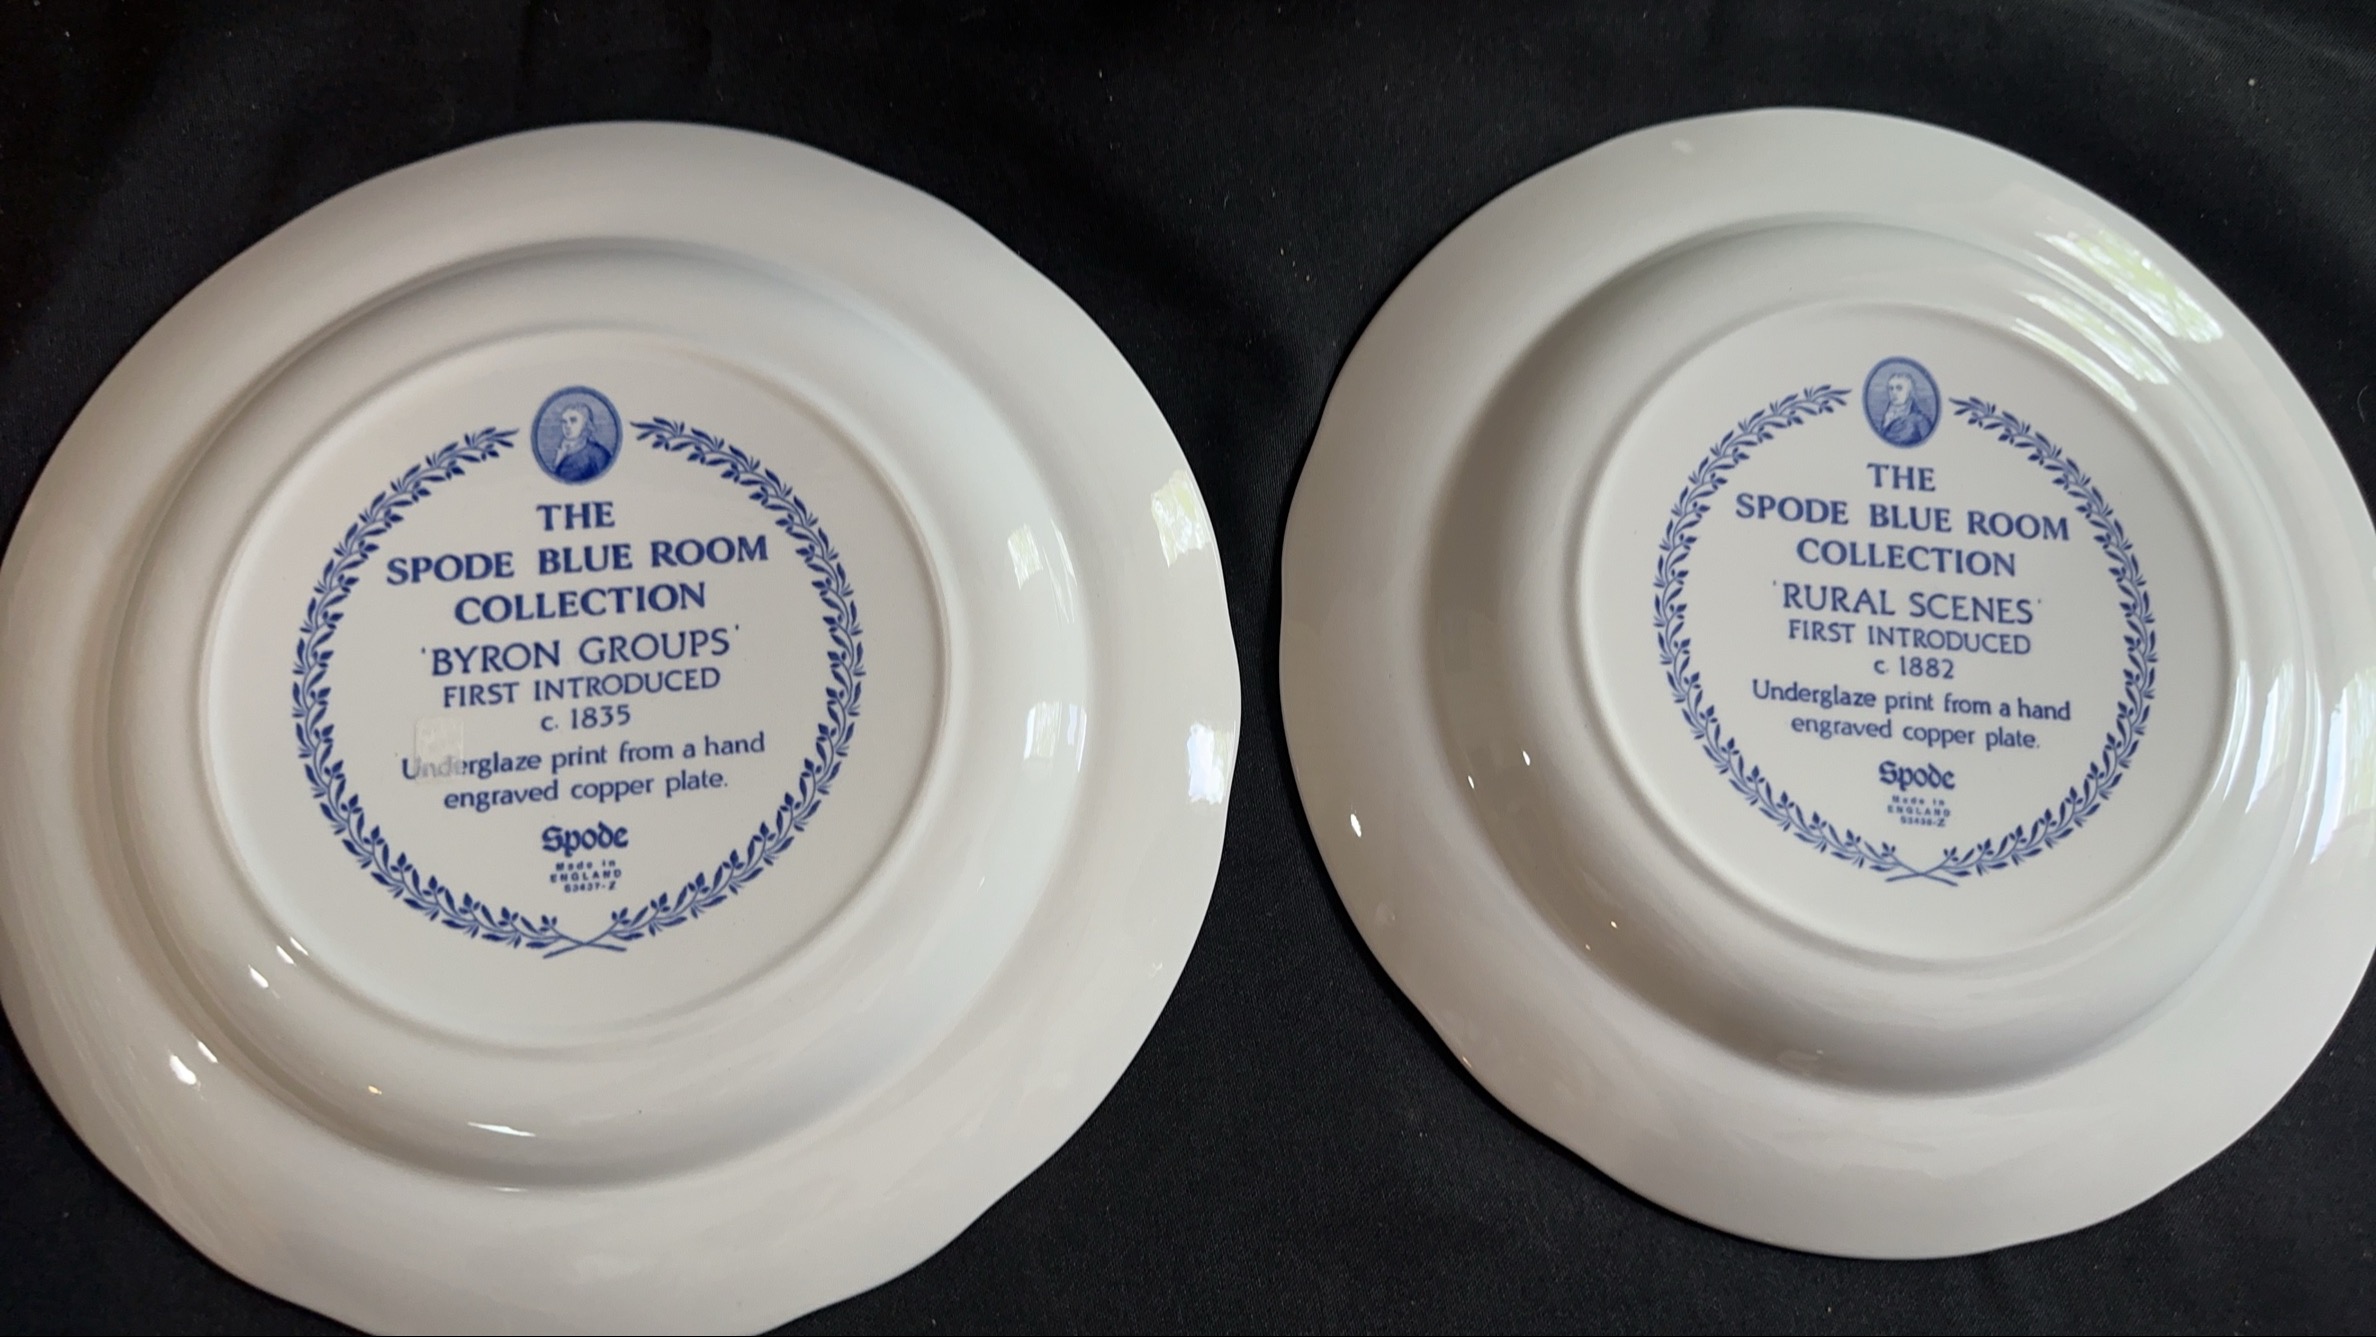 THE
SPODE BLUE ROOM
COLLECTION
'BYRON GROUPS'
FIRST INTRODUCED
c. 1835
Underglaze print from a hand
engraved copper plate.
Spode
Made in
ENGLAND
S3437-Z
THE
SPODE BLUE ROOM
COLLECTION
'RURAL SCENES'
FIRST INTRODUCED
c. 1882
Underglaze print from a hand
engraved copper plate.
Spode
Made in
ENGLAND
S3438-Z